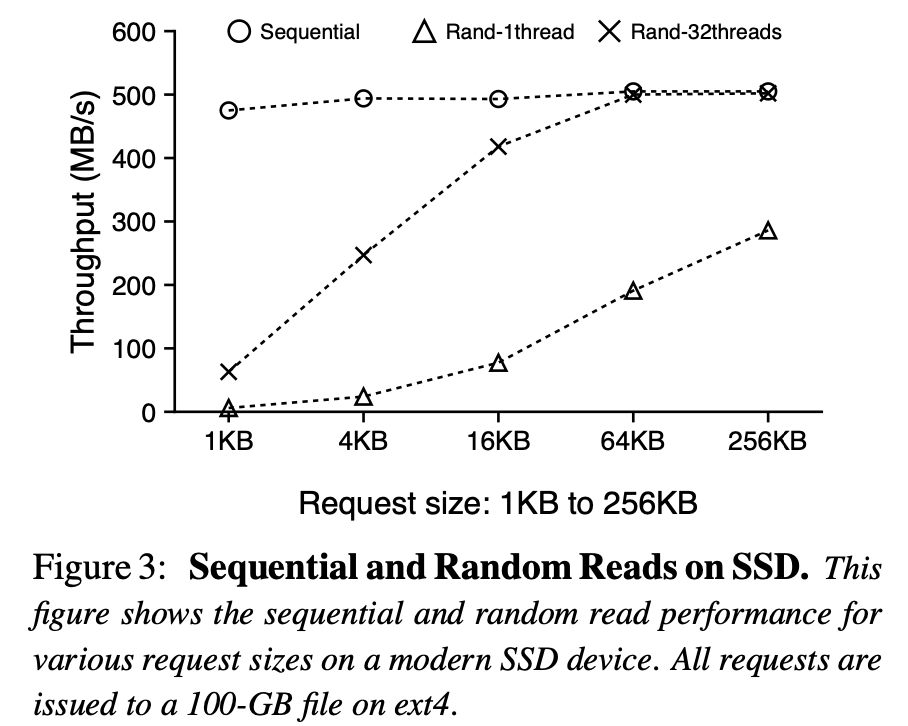 Sequential Rand-1thread Rand-32threads
Throughput (MB/s)
600
500
400
300
200
100
0
1KB 4KB 16KB 64KB 256KB
Request size: 1KB to 256KB
Figure 3: Sequential and Random Reads on SSD. This
figure shows the sequential and random read performance for
various request sizes on a modern SSD device. All requests are
issued to a 100-GB file on ext4.